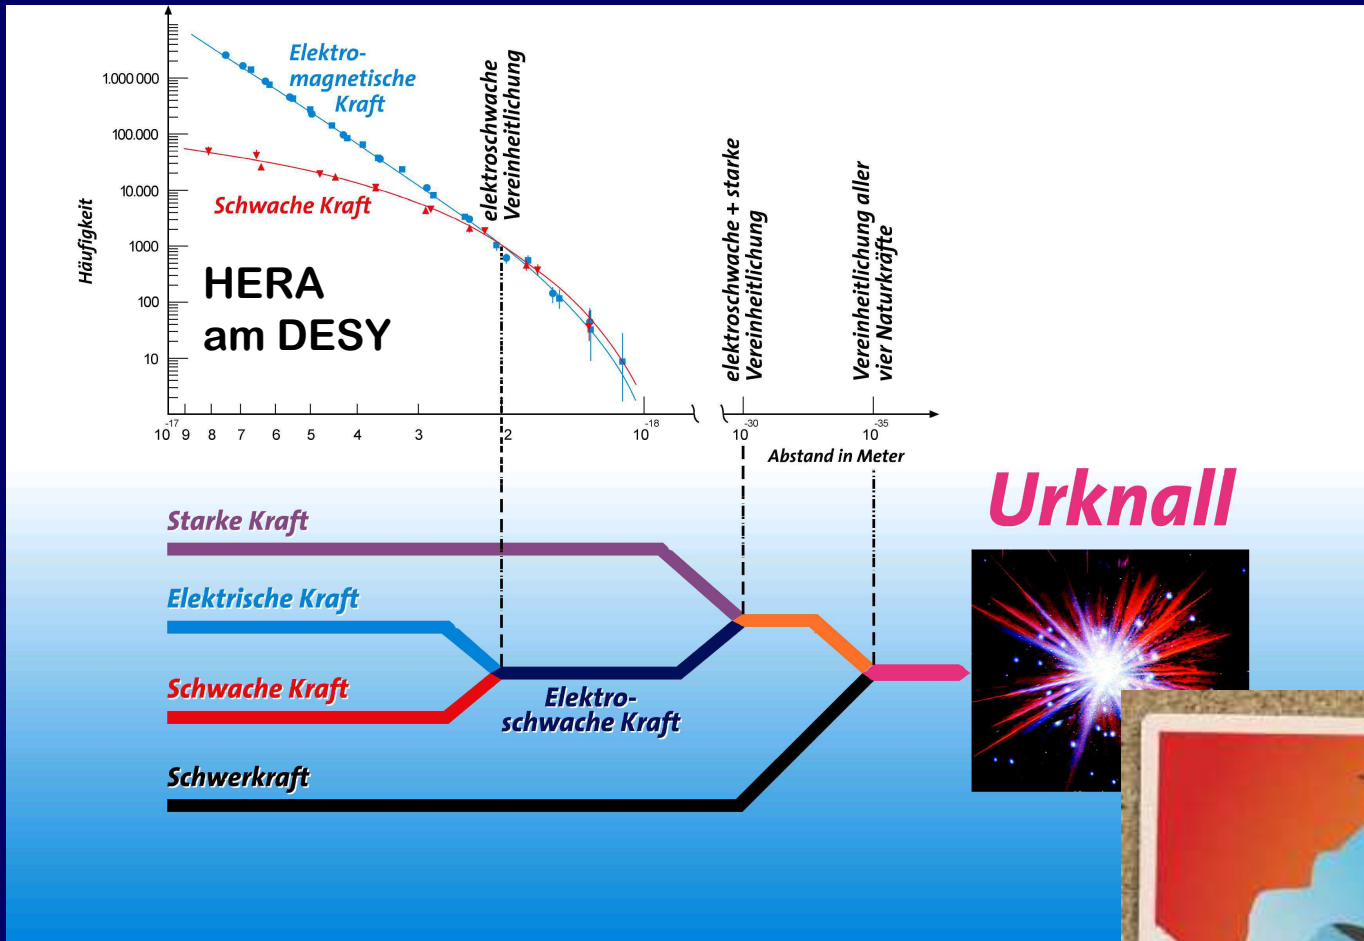 Elektro-
magnetische
Kraft
elektroschwache
Vereinheitlichung
1.000 000
100.000
10.000
1000
100
10
Häufigkeit
Schwache Kraft
HERA
am DESY
elektroschwache + starke
Vereinheitlichung
Vereinheitlichung aller
vier Naturkräfte
10-17 9 8 7 6 5 4 3 2 10-18 10-30 10-35
Abstand in Meter
Urknall
Starke Kraft
Elektrische Kraft
Schwache Kraft
Elektro-
schwache Kraft
Schwerkraft